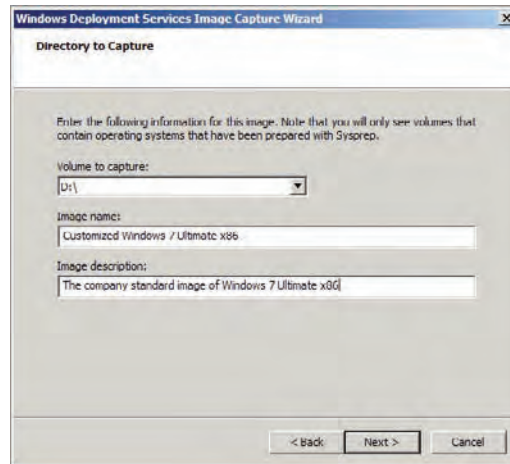 Windows Deployment Services Image Capture Wizard
Directory to Capture
Enter the following information for this image. Note that you will only see volumes that
contain operating systems that have been prepared with Sysprep.
Volume to capture:
D:\
Image name:
Customized Windows 7 Ultimate x86
Image description:
The company standard image of Windows 7 Ultimate x86
< Back Next > Cancel